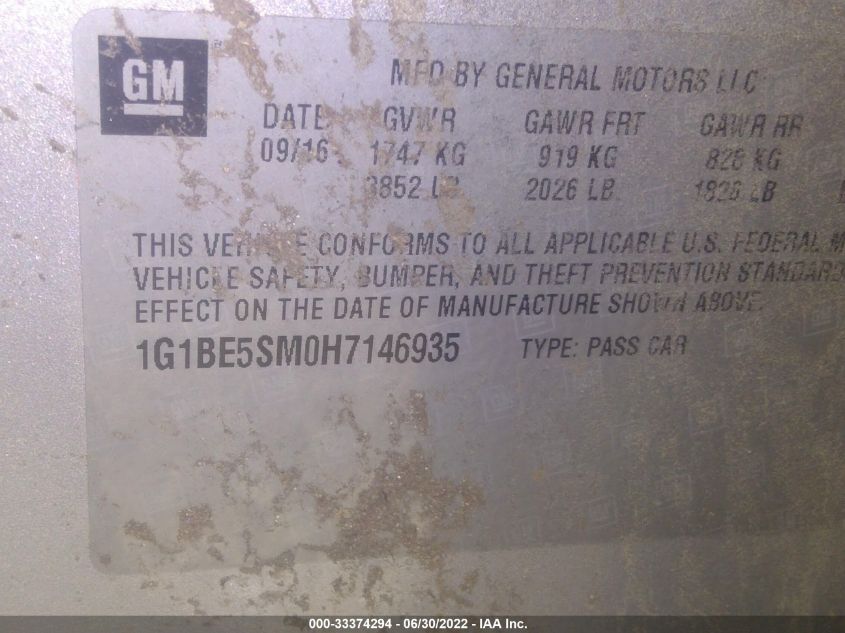 GM
MFD BY GENERAL MOTORS LLC
DATE GVWR GAWR FRT GAWR RR
09/16 1747 KG 919 KG 828 KG
3852 LB 2026 LB 1826 LB
THIS VEHICLE CONFORMS TO ALL APPLICABLE U.S. FEDERAL M
VEHICLE SAFETY, BUMPER, AND THEFT PREVENTION STANDARD
EFFECT ON THE DATE OF MANUFACTURE SHOWN ABOVE.
1G1BE5SM0H7146935 TYPE: PASS CAR
000-33374294 - 06/30/2022 - IAA Inc.